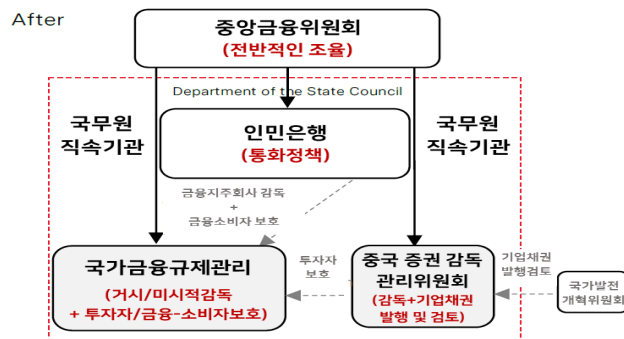 After
중앙금융위원회
(전반적인 조율)
Department of the State Council
국무원
직속기관
인민은행
(통화정책)
국무원
직속기관
금융지주회사 감독
+
금융소비자 보호
국가금융규제관리
(거시/미시적감독
+ 투자자/금융-소비자보호)
투자자
보호
중국 증권 감독
관리위원회
(감독+기업채권
발행 및 검토)
기업채권
발행검토
국가발전
개혁위원회